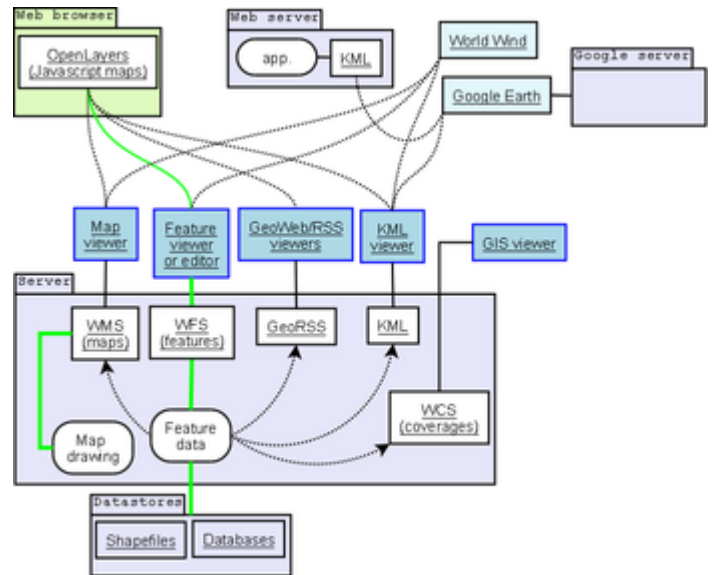 Web browser
OpenLayers
(Javascript maps)
Web server
app.
KML
World Wind
Google Earth
Google server
Map
viewer
Feature
viewer
or editor
GeoWeb/RSS
viewers
KML
viewer
GIS viewer
Server
WMS
(maps)
WFS
(features)
GeoRSS
KML
WCS
(coverages)
Map
drawing
Feature
data
Datastores
Shapefiles
Databases